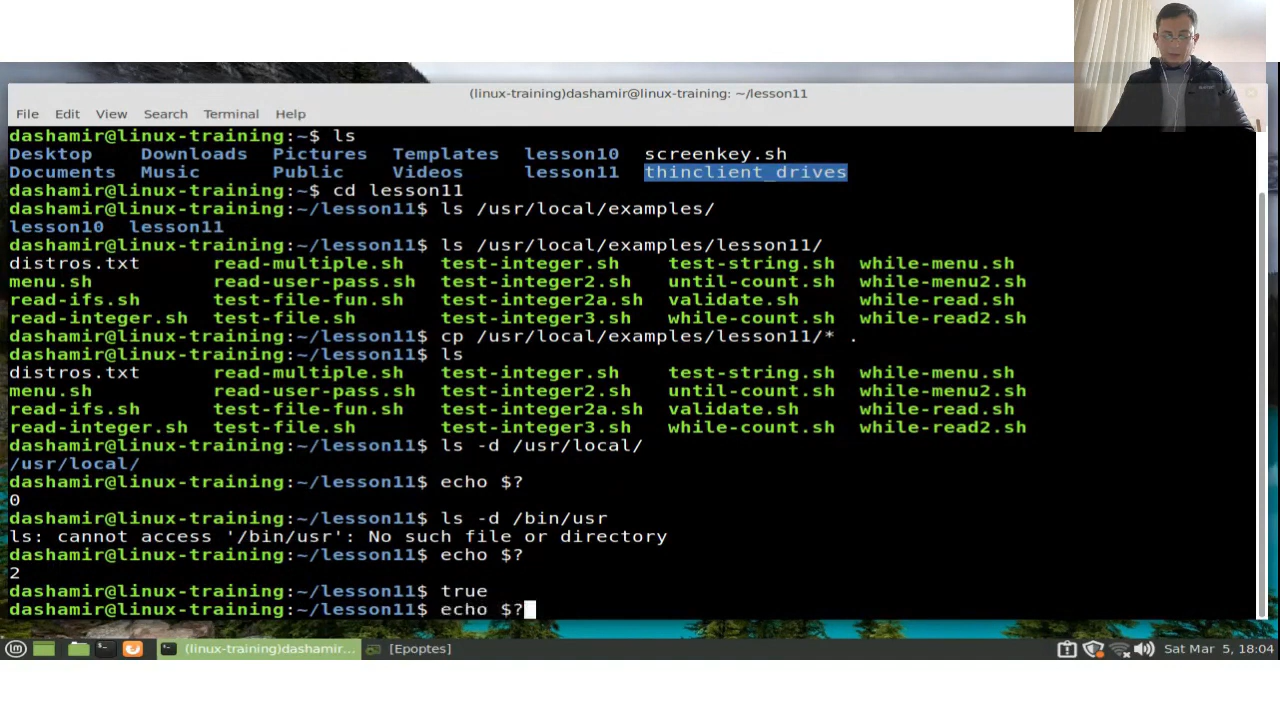 (linux-training)dashamir@linux-training: ~/lesson11
File Edit View Search Terminal Help
dashamir@linux-training:~$ ls
Desktop Downloads Pictures Templates lesson10 screenkey.sh
Documents Music Public Videos lesson11 thinclient_drives
dashamir@linux-training:~$ cd lesson11
dashamir@linux-training:~/lesson11$ ls /usr/local/examples/
lesson10 lesson11
dashamir@linux-training:~/lesson11$ ls /usr/local/examples/lesson11/
distros.txt read-multiple.sh test-integer.sh test-string.sh while-menu.sh
menu.sh read-user-pass.sh test-integer2.sh until-count.sh while-menu2.sh
read-ifs.sh test-file-fun.sh test-integer2a.sh validate.sh while-read.sh
read-integer.sh test-file.sh test-integer3.sh while-count.sh while-read2.sh
dashamir@linux-training:~/lesson11$ cp /usr/local/examples/lesson11/* .
dashamir@linux-training:~/lesson11$ ls
distros.txt read-multiple.sh test-integer.sh test-string.sh while-menu.sh
menu.sh read-user-pass.sh test-integer2.sh until-count.sh while-menu2.sh
read-ifs.sh test-file-fun.sh test-integer2a.sh validate.sh while-read.sh
read-integer.sh test-file.sh test-integer3.sh while-count.sh while-read2.sh
dashamir@linux-training:~/lesson11$ ls -d /usr/local/
/usr/local/
dashamir@linux-training:~/lesson11$ echo $?
0
dashamir@linux-training:~/lesson11$ ls -d /bin/usr
ls: cannot access '/bin/usr': No such file or directory
dashamir@linux-training:~/lesson11$ echo $?
2
dashamir@linux-training:~/lesson11$ true
dashamir@linux-training:~/lesson11$ echo $?
(linux-training)dashamir... [Epoptes] Sat Mar 5, 18:04